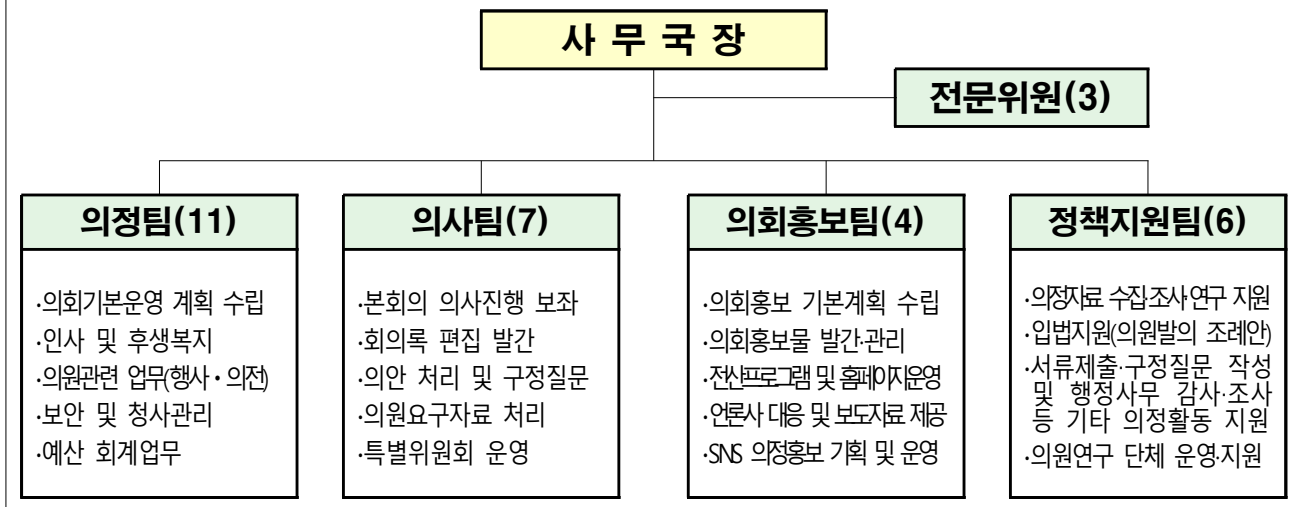 사 무 국 장
전문위원(3)
의정팀(11)
·의회기본운영 계획 수립
·인사 및 후생복지
·의원관련 업무(행사·의전)
·보안 및 청사관리
·예산 회계업무
의사팀(7)
·본회의 의사진행 보좌
·회의록 편집 발간
·의안 처리 및 구정질문
·의원요구자료 처리
·특별위원회 운영
의회홍보팀(4)
·의회홍보 기본계획 수립
·의회홍보물 발간·관리
·전산프로그램 및 홈페이지운영
·언론사 대응 및 보도자료 제공
·SNS 의정홍보 기획 및 운영
정책지원팀(6)
·의정자료 수집·조사·연구 지원
·입법지원(의원발의 조례안)
·서류제출·구정질문 작성
및 행정사무 감사·조사
등 기타 의정활동 지원
·의원연구 단체 운영·지원